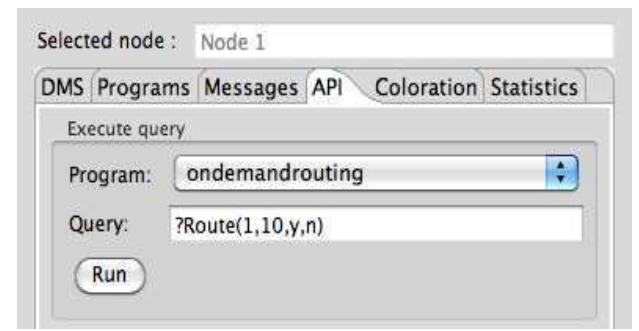 Selected node : Node 1
DMS Programs Messages API Coloration Statistics
Execute query
Program: ondemandrouting
Query: ?Route(1,10,y,n)
Run